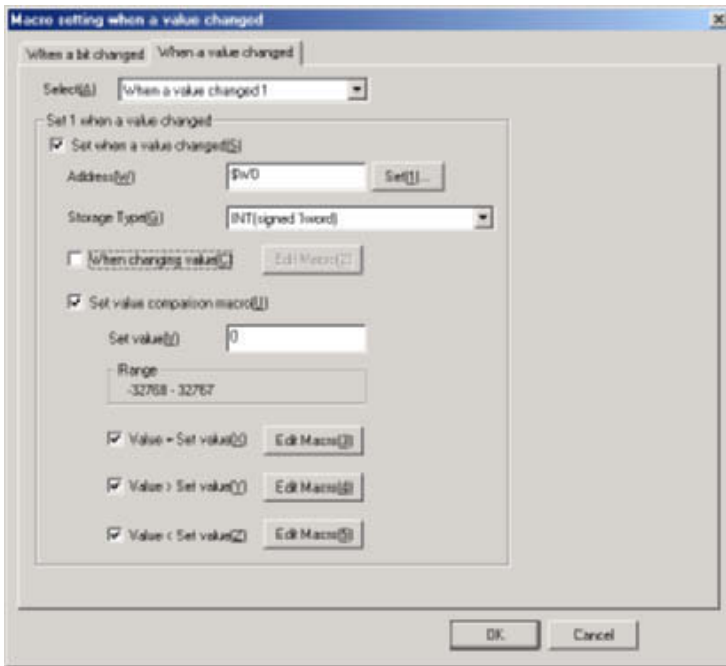 Macro setting when a value changed
When a bit changed When a value changed
Select(A) When a value changed 1
Set 1 when a value changed
Set when a value changed(S)
Address(W) $W0 Set(1)...
Storage Type(G) INT(signed 1word)
When changing value(C) Edit Macro(2)
Set value comparison macro(U)
Set value(V) 0
Range
-32768 - 32767
Value = Set value(X) Edit Macro(3)
Value > Set value(Y) Edit Macro(4)
Value < Set value(Z) Edit Macro(5)
OK Cancel